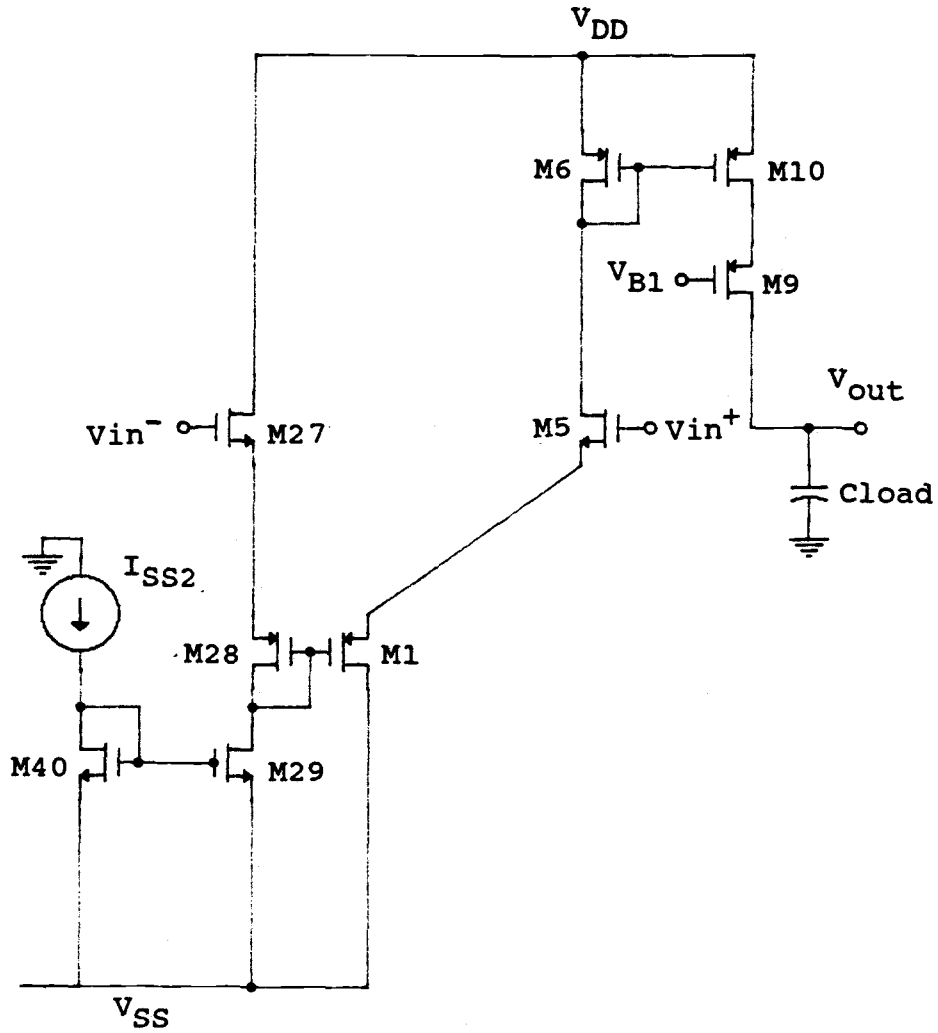 VDD
M6
M10
VB1
M9
Vout
Vin-
M27
M5
Vin+
Cload
ISS2
M28
M1
M40
M29
VSS